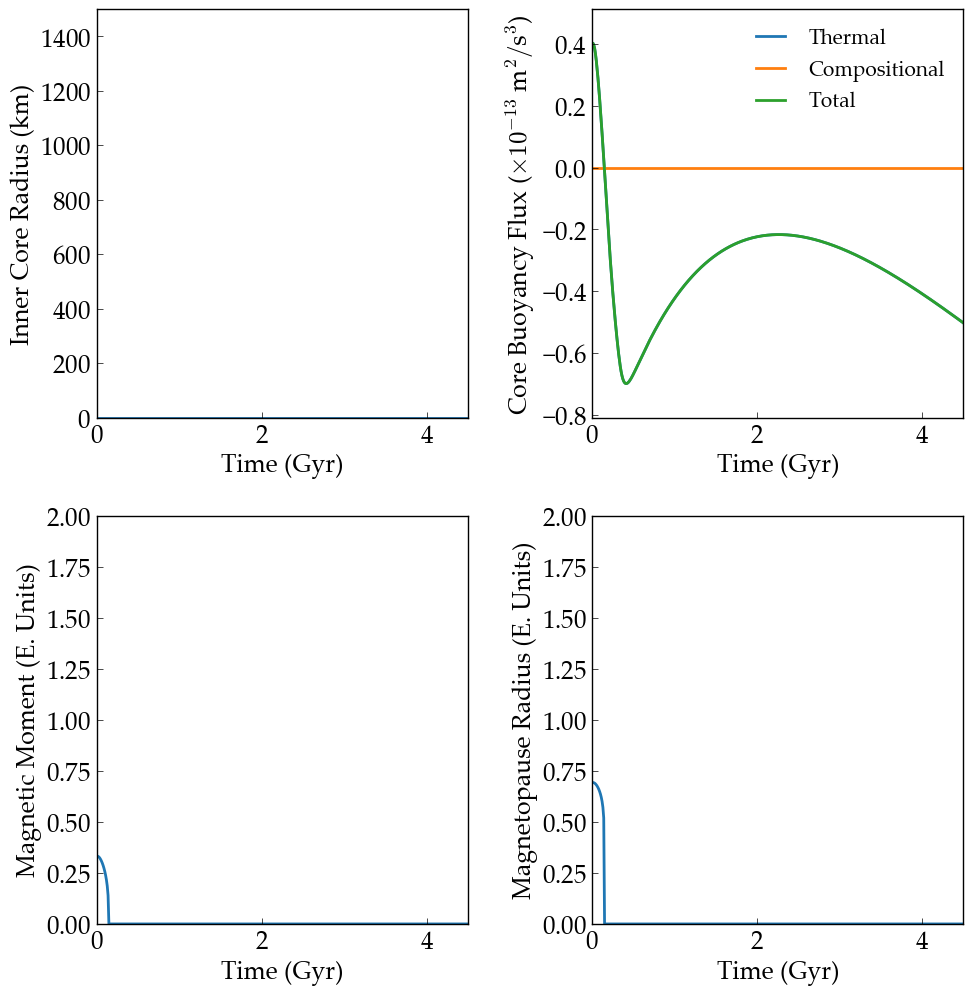 Inner Core Radius (km)
1400
1200
1000
800
600
400
200
0
0 2 4
Time (Gyr)
Core Buoyancy Flux (×10⁻¹³ m²/s³)
0.4
0.2
0.0
−0.2
−0.4
−0.6
−0.8
Thermal
Compositional
Total
0 2 4
Time (Gyr)
Magnetic Moment (E. Units)
2.00
1.75
1.50
1.25
1.00
0.75
0.50
0.25
0.00
0 2 4
Time (Gyr)
Magnetopause Radius (E. Units)
2.00
1.75
1.50
1.25
1.00
0.75
0.50
0.25
0.00
0 2 4
Time (Gyr)